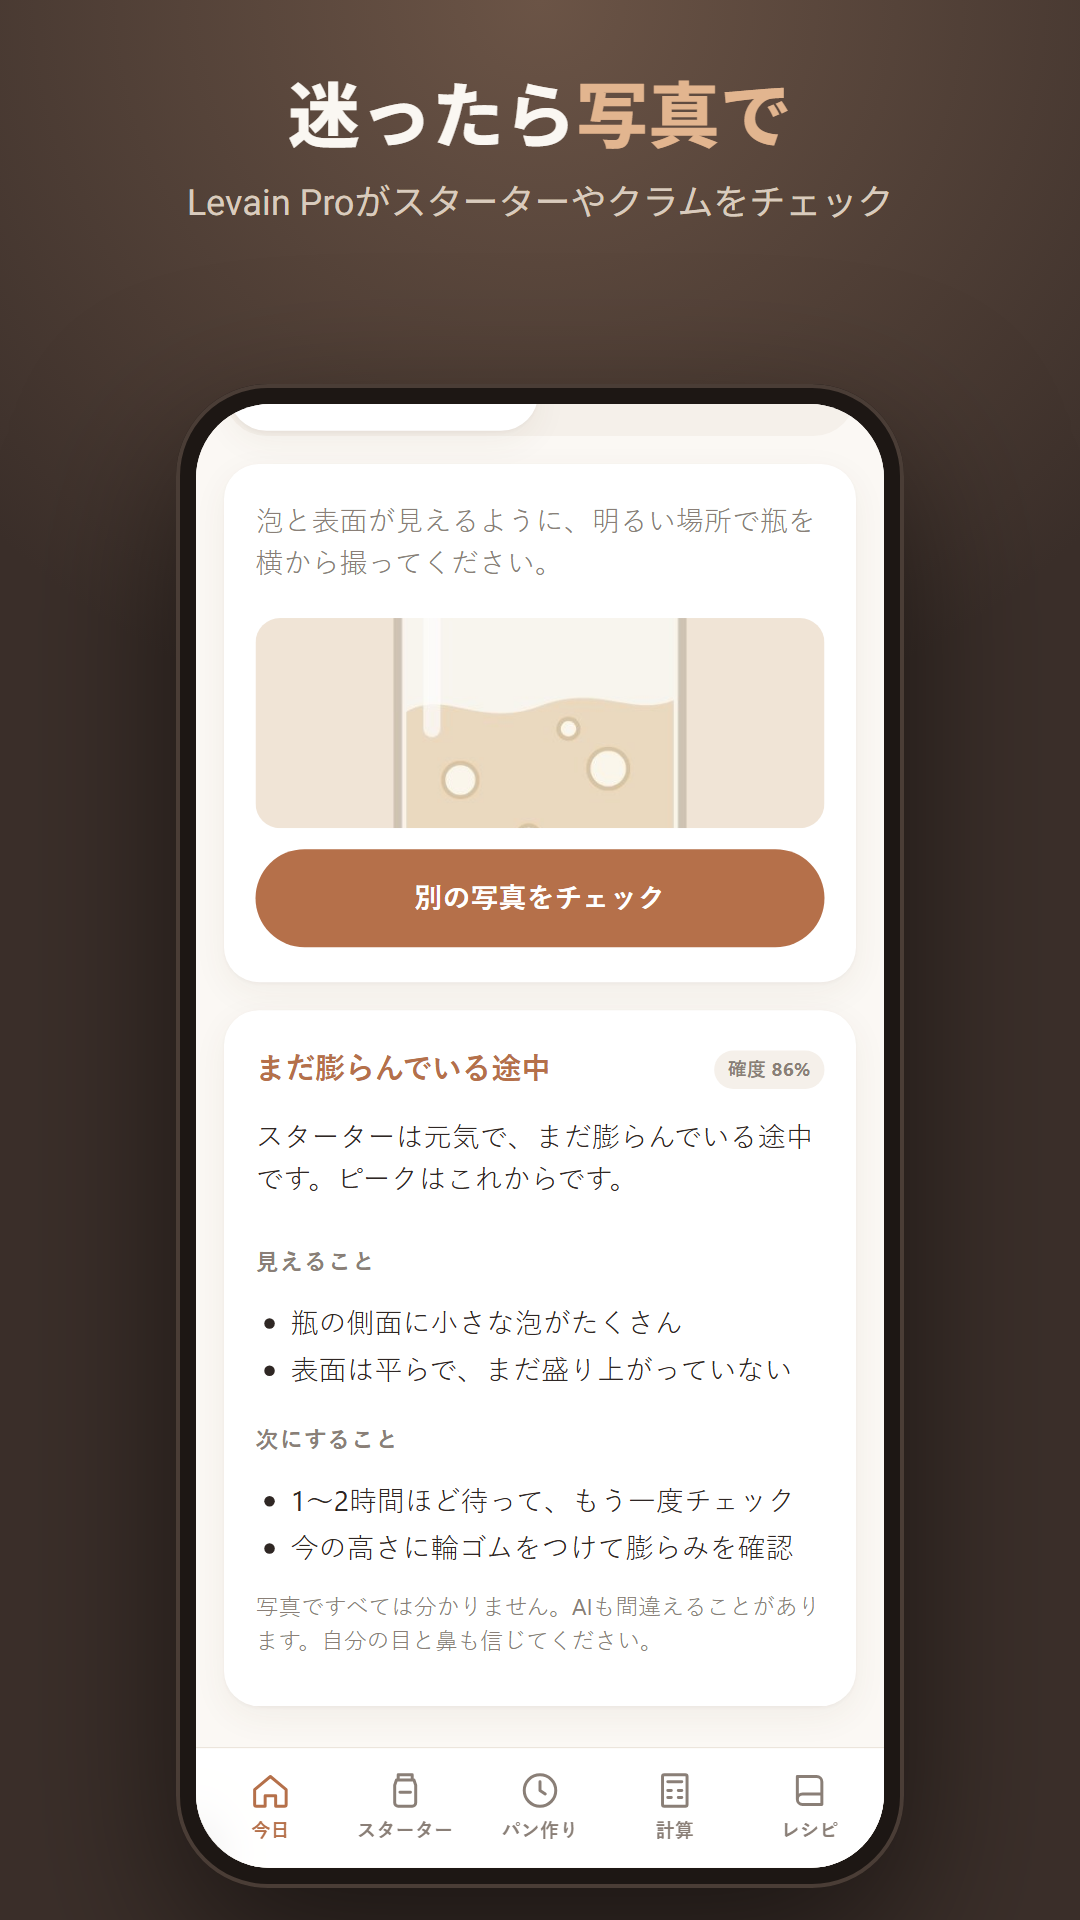 迷ったら写真で
Levain Proがスターターやクラムをチェック
泡と表面が見えるように、明るい場所で瓶を
横から撮ってください。
別の写真をチェック
まだ膨らんでいる途中
確度 86%
スターターは元気で、まだ膨らんでいる途中
です。ピークはこれからです。
見えること
• 瓶の側面に小さな泡がたくさん
• 表面は平らで、まだ盛り上がっていない
次にすること
• 1〜2時間ほど待って、もう一度チェック
• 今の高さに輪ゴムをつけて膨らみを確認
写真ですべては分かりません。AIも間違えることがあり
ます。自分の目と鼻も信じてください。
今日 スターター パン作り 計算 レシピ